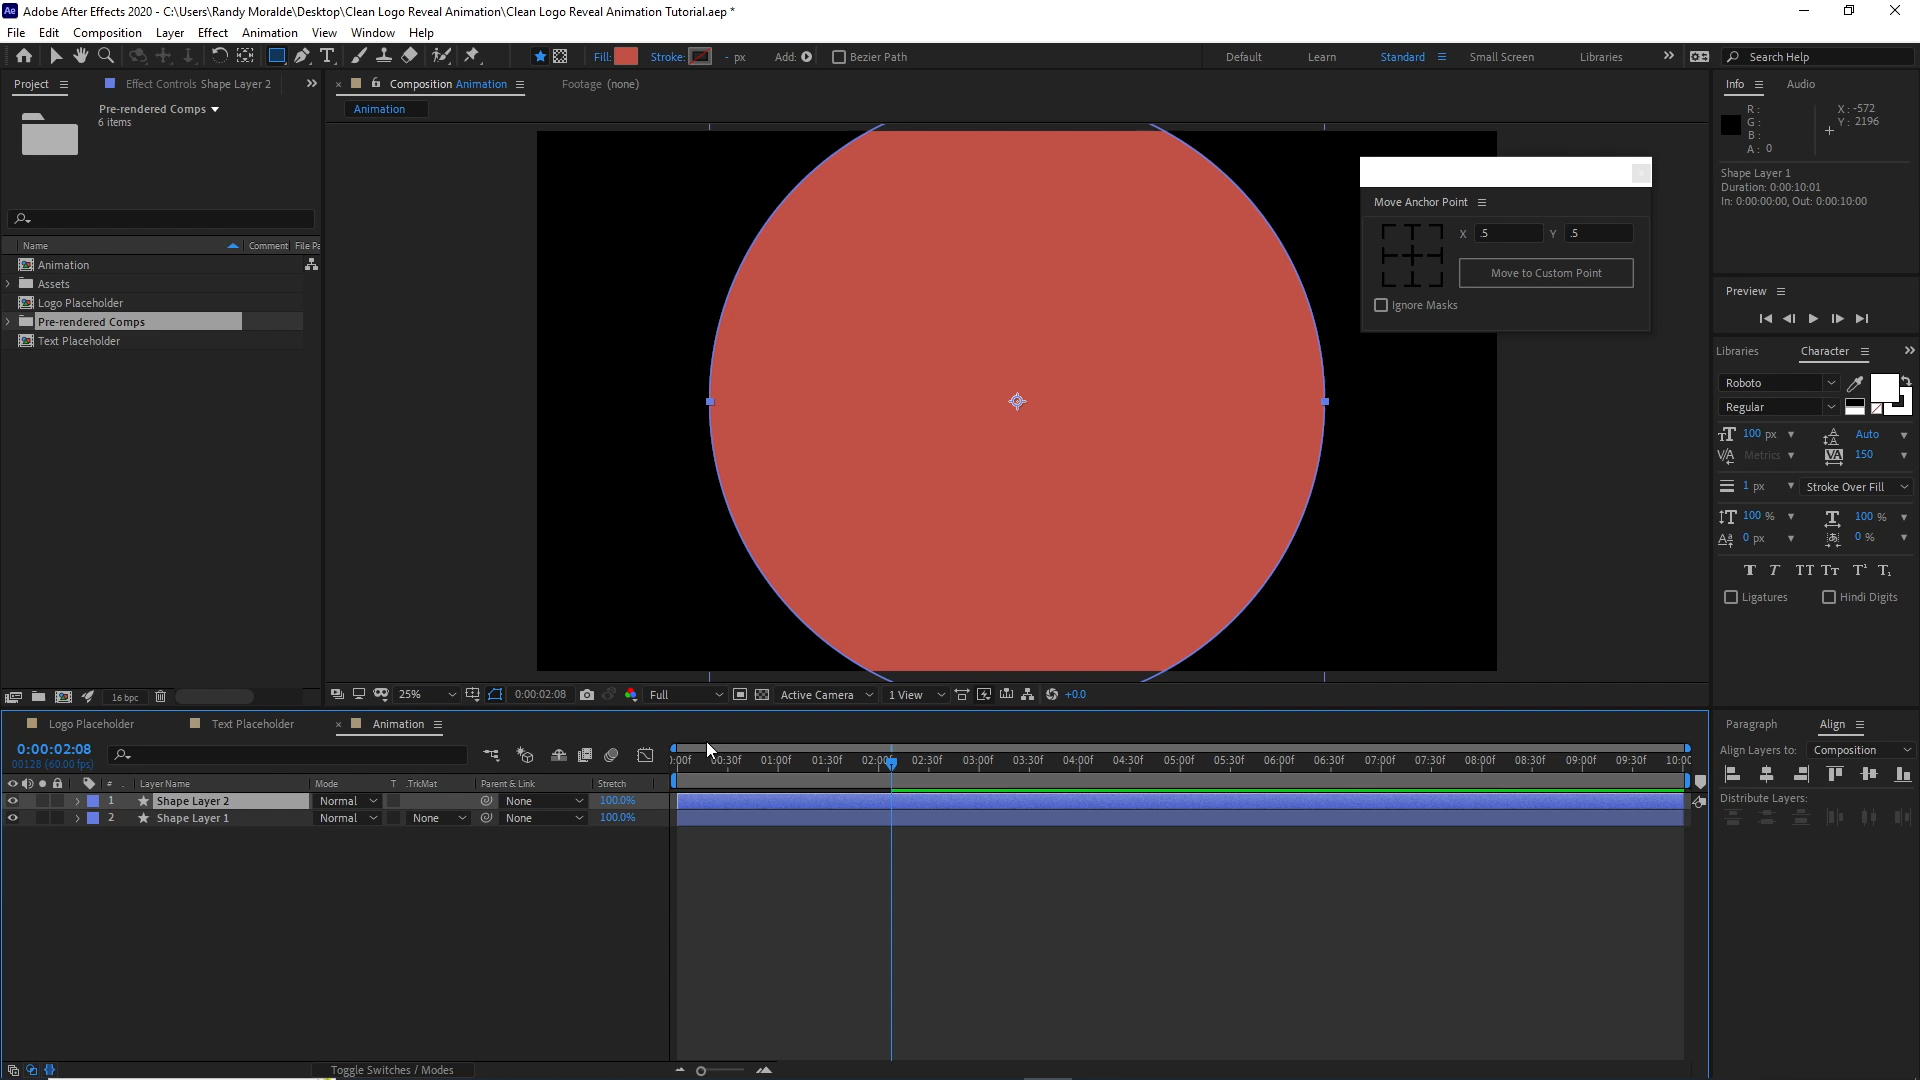 Ae Adobe After Effects 2020 - C:\Users\Randy Moralde\Desktop\Clean Logo Reveal Animation\Clean Logo Reveal Animation Tutorial.aep *
File Edit Composition Layer Effect Animation View Window Help
Fill: Stroke: - px Add: Bezier Path Default Learn Standard Small Screen Libraries Search Help
Project Effect Controls Shape Layer 2
Composition Animation Footage (none)
Animation
Pre-rendered Comps
6 items
Name Comment File Pa
Animation
Assets
Logo Placeholder
Pre-rendered Comps
Text Placeholder
16 bpc
Move Anchor Point
X .5 Y .5
Move to Custom Point
Ignore Masks
25% 0:00:02:08 Full Active Camera 1 View +0.0
Info Audio
R: X: -572
G: Y: 2196
B:
A: 0
Shape Layer 1
Duration: 0:00:10:01
In: 0:00:00:00, Out: 0:00:10:00
Preview
Libraries Character
Roboto
Regular
100 px Auto
Metrics 150
1 px Stroke Over Fill
100 % 100 %
0 px 0 %
T T TT Tt T¹ T₁
Ligatures Hindi Digits
Logo Placeholder Text Placeholder Animation
0:00:02:08
00128 (60.00 fps)
):00f 00:30f 01:00f 01:30f 02:00f 02:30f 03:00f 03:30f 04:00f 04:30f 05:00f 05:30f 06:00f 06:30f 07:00f 07:30f 08:00f 08:30f 09:00f 09:30f 10:0(
# Layer Name Mode T .TrkMat Parent & Link Stretch
1 Shape Layer 2 Normal None 100.0%
2 Shape Layer 1 Normal None None 100.0%
Toggle Switches / Modes
Paragraph Align
Align Layers to: Composition
Distribute Layers: